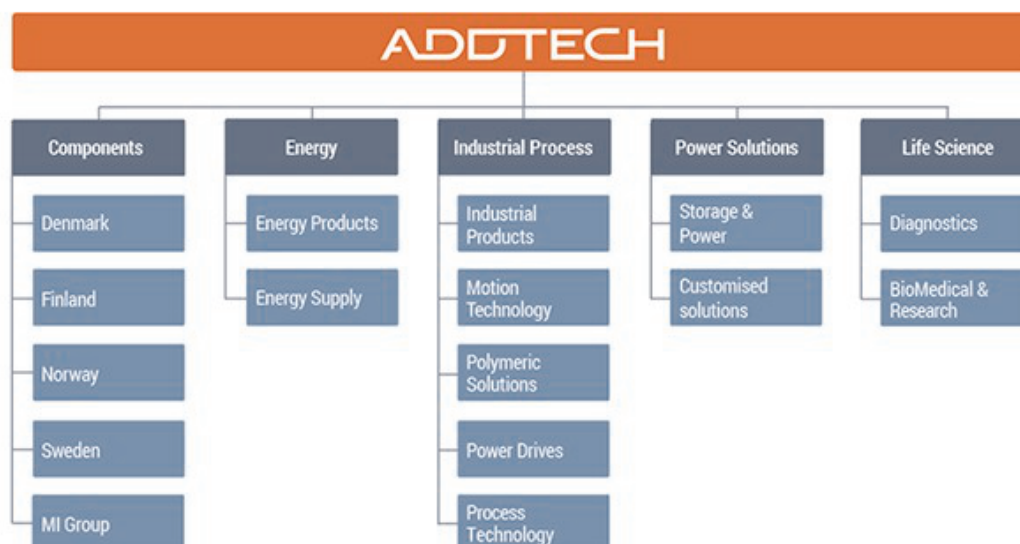 ADDTECH
Components
Denmark
Finland
Norway
Sweden
MI Group
Energy
Energy Products
Energy Supply
Industrial Process
Industrial
Products
Motion
Technology
Polymeric
Solutions
Power Drives
Process
Technology
Power Solutions
Storage &
Power
Customised
solutions
Life Science
Diagnostics
BioMedical &
Research